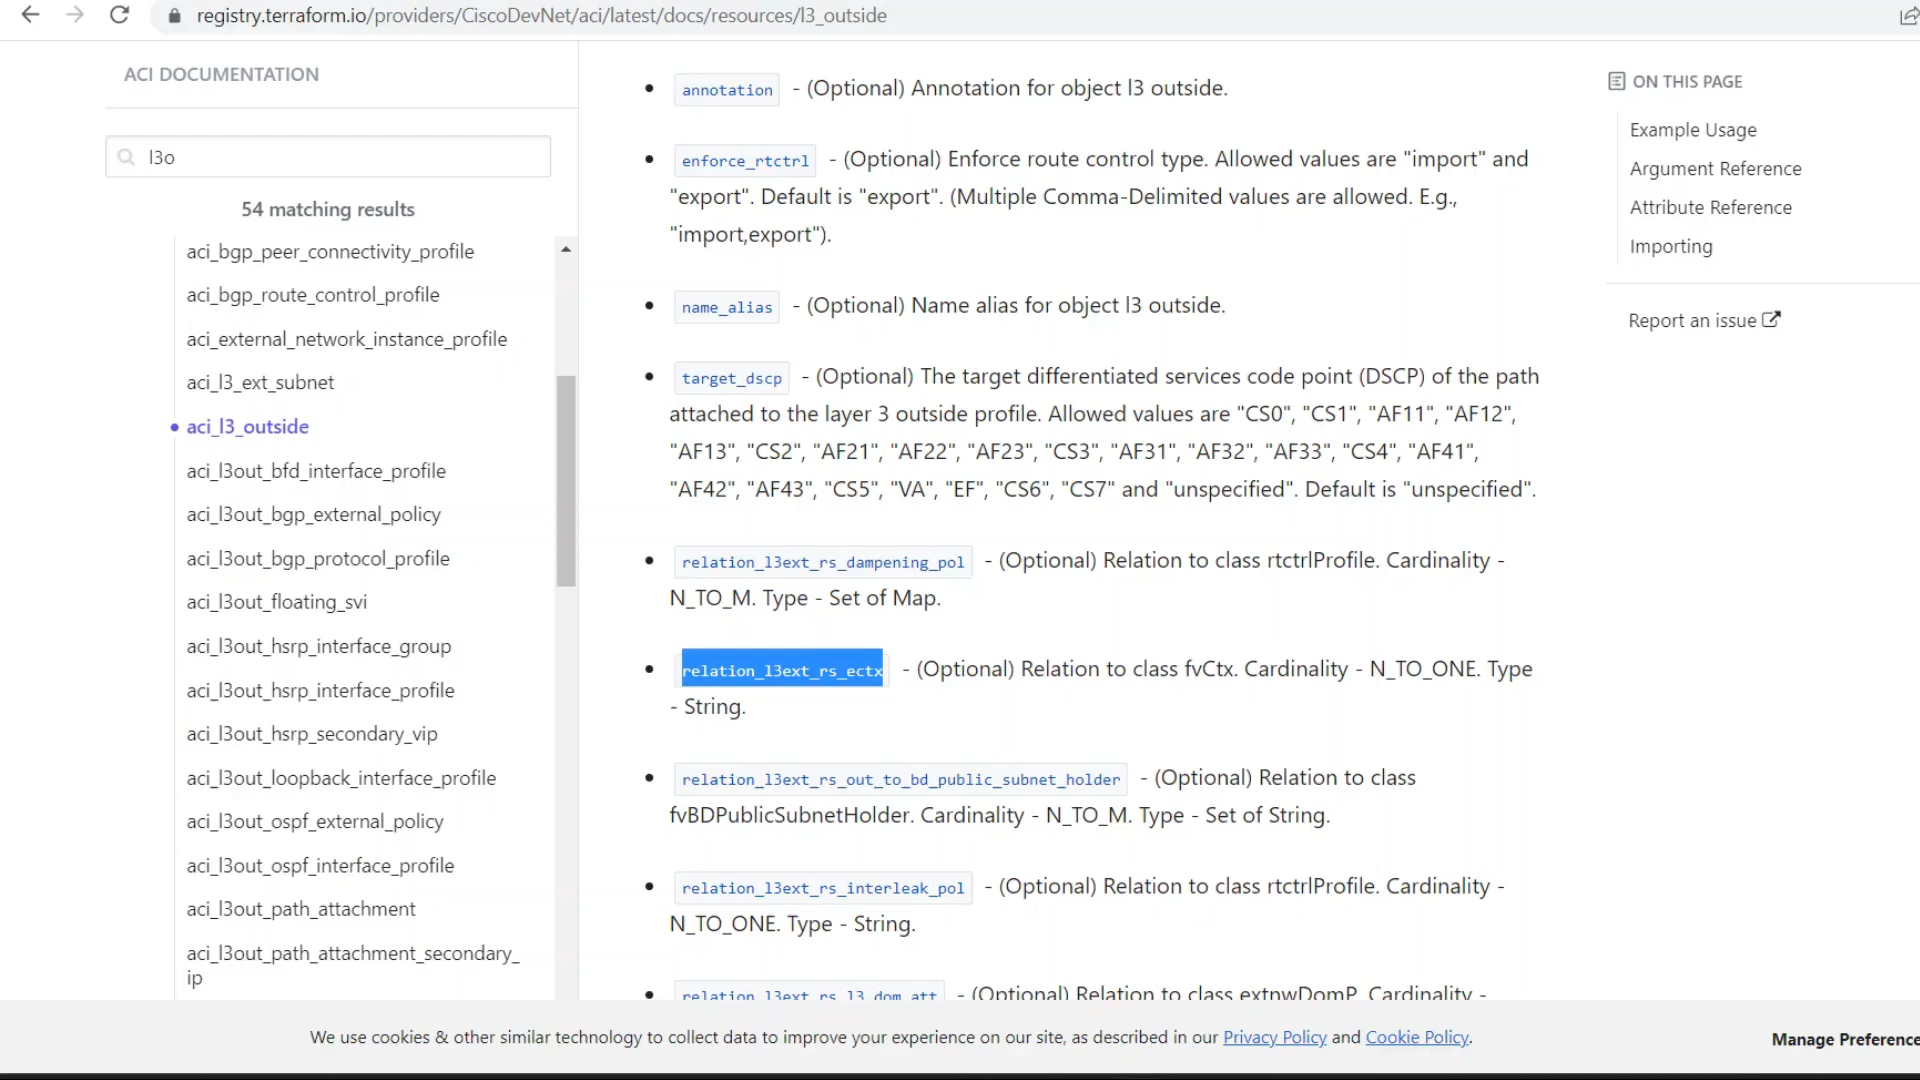 registry.terraform.io/providers/CiscoDevNet/aci/latest/docs/resources/l3_outside
ACI DOCUMENTATION
l3o
54 matching results
aci_bgp_peer_connectivity_profile
aci_bgp_route_control_profile
aci_external_network_instance_profile
aci_l3_ext_subnet
aci_l3_outside
aci_l3out_bfd_interface_profile
aci_l3out_bgp_external_policy
aci_l3out_bgp_protocol_profile
aci_l3out_floating_svi
aci_l3out_hsrp_interface_group
aci_l3out_hsrp_interface_profile
aci_l3out_hsrp_secondary_vip
aci_l3out_loopback_interface_profile
aci_l3out_ospf_external_policy
aci_l3out_ospf_interface_profile
aci_l3out_path_attachment
aci_l3out_path_attachment_secondary_
ip
annotation - (Optional) Annotation for object l3 outside.
enforce_rtctrl - (Optional) Enforce route control type. Allowed values are "import" and
"export". Default is "export". (Multiple Comma-Delimited values are allowed. E.g.,
"import,export").
name_alias - (Optional) Name alias for object l3 outside.
target_dscp - (Optional) The target differentiated services code point (DSCP) of the path
attached to the layer 3 outside profile. Allowed values are "CS0", "CS1", "AF11", "AF12",
"AF13", "CS2", "AF21", "AF22", "AF23", "CS3", "AF31", "AF32", "AF33", "CS4", "AF41",
"AF42", "AF43", "CS5", "VA", "EF", "CS6", "CS7" and "unspecified". Default is "unspecified".
relation_l3ext_rs_dampening_pol - (Optional) Relation to class rtctrlProfile. Cardinality -
N_TO_M. Type - Set of Map.
relation_l3ext_rs_ectx - (Optional) Relation to class fvCtx. Cardinality - N_TO_ONE. Type
- String.
relation_l3ext_rs_out_to_bd_public_subnet_holder - (Optional) Relation to class
fvBDPublicSubnetHolder. Cardinality - N_TO_M. Type - Set of String.
relation_l3ext_rs_interleak_pol - (Optional) Relation to class rtctrlProfile. Cardinality -
N_TO_ONE. Type - String.
relation_l3ext_rs_l3_dom_att - (Optional) Relation to class extnwDomP. Cardinality -
ON THIS PAGE
Example Usage
Argument Reference
Attribute Reference
Importing
Report an issue
We use cookies & other similar technology to collect data to improve your experience on our site, as described in our Privacy Policy and Cookie Policy.
Manage Preference